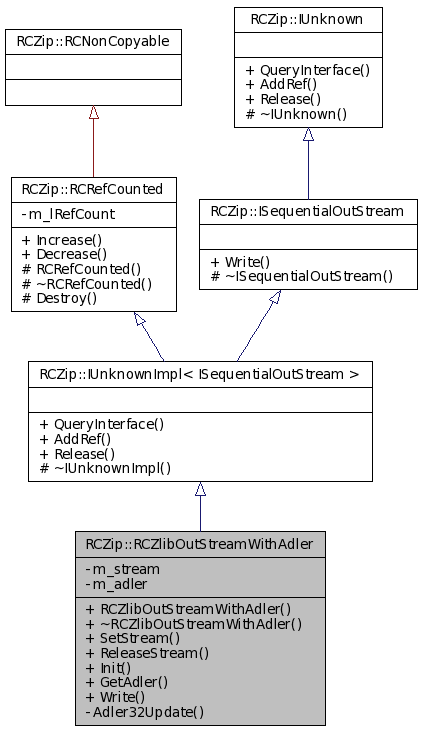 RCZip::RCNonCopyable
RCZip::IUnknown
+ QueryInterface()
+ AddRef()
+ Release()
# ~IUnknown()
RCZip::RCRefCounted
- m_lRefCount
+ Increase()
+ Decrease()
# RCRefCounted()
# ~RCRefCounted()
# Destroy()
RCZip::ISequentialOutStream
+ Write()
# ~ISequentialOutStream()
RCZip::IUnknownImpl< ISequentialOutStream >
+ QueryInterface()
+ AddRef()
+ Release()
# ~IUnknownImpl()
RCZip::RCZlibOutStreamWithAdler
- m_stream
- m_adler
+ RCZlibOutStreamWithAdler()
+ ~RCZlibOutStreamWithAdler()
+ SetStream()
+ ReleaseStream()
+ Init()
+ GetAdler()
+ Write()
- Adler32Update()